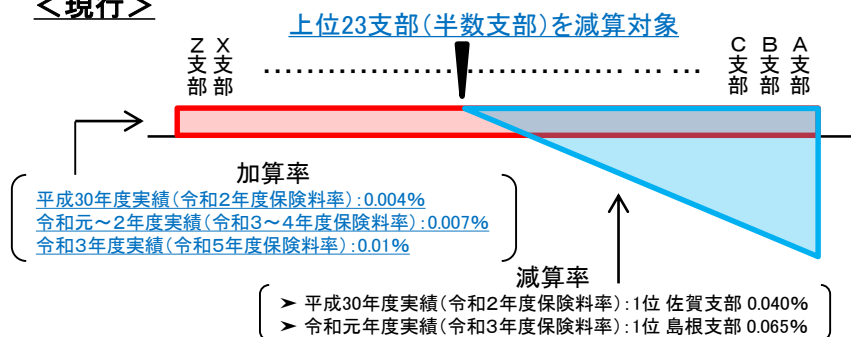 <現行>
上位23支部(半数支部)を減算対象
Z支部
X支部
‥‥‥‥‥‥‥‥‥‥‥‥‥‥‥‥‥‥ … …
C支部
B支部
A支部
加算率
平成30年度実績(令和2年度保険料率):0.004%
令和元～2年度実績(令和3～4年度保険料率):0.007%
令和3年度実績(令和5年度保険料率):0.01%
減算率
➤ 平成30年度実績(令和2年度保険料率):1位 佐賀支部 0.040%
➤ 令和元年度実績(令和3年度保険料率):1位 島根支部 0.065%